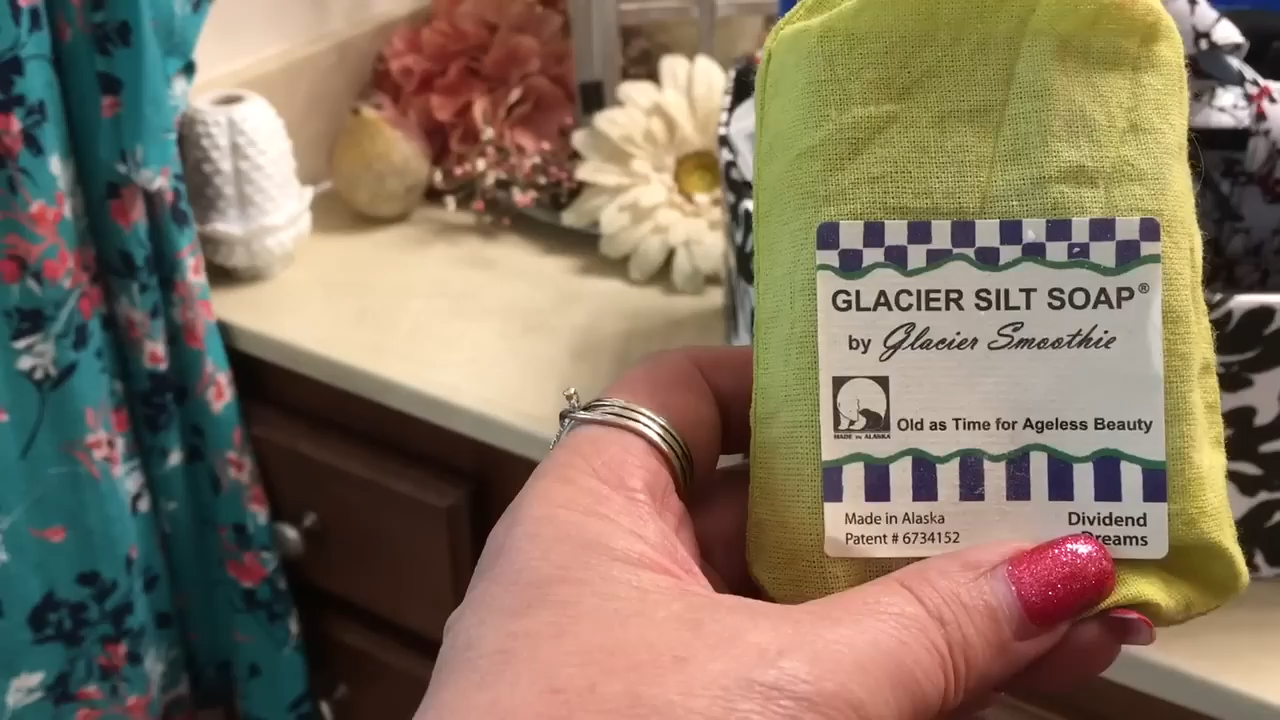 GLACIER SILT SOAP®
by Glacier Smoothie
MADE IN ALASKA
Old as Time for Ageless Beauty
Made in Alaska
Patent # 6734152
Dividend
Dreams